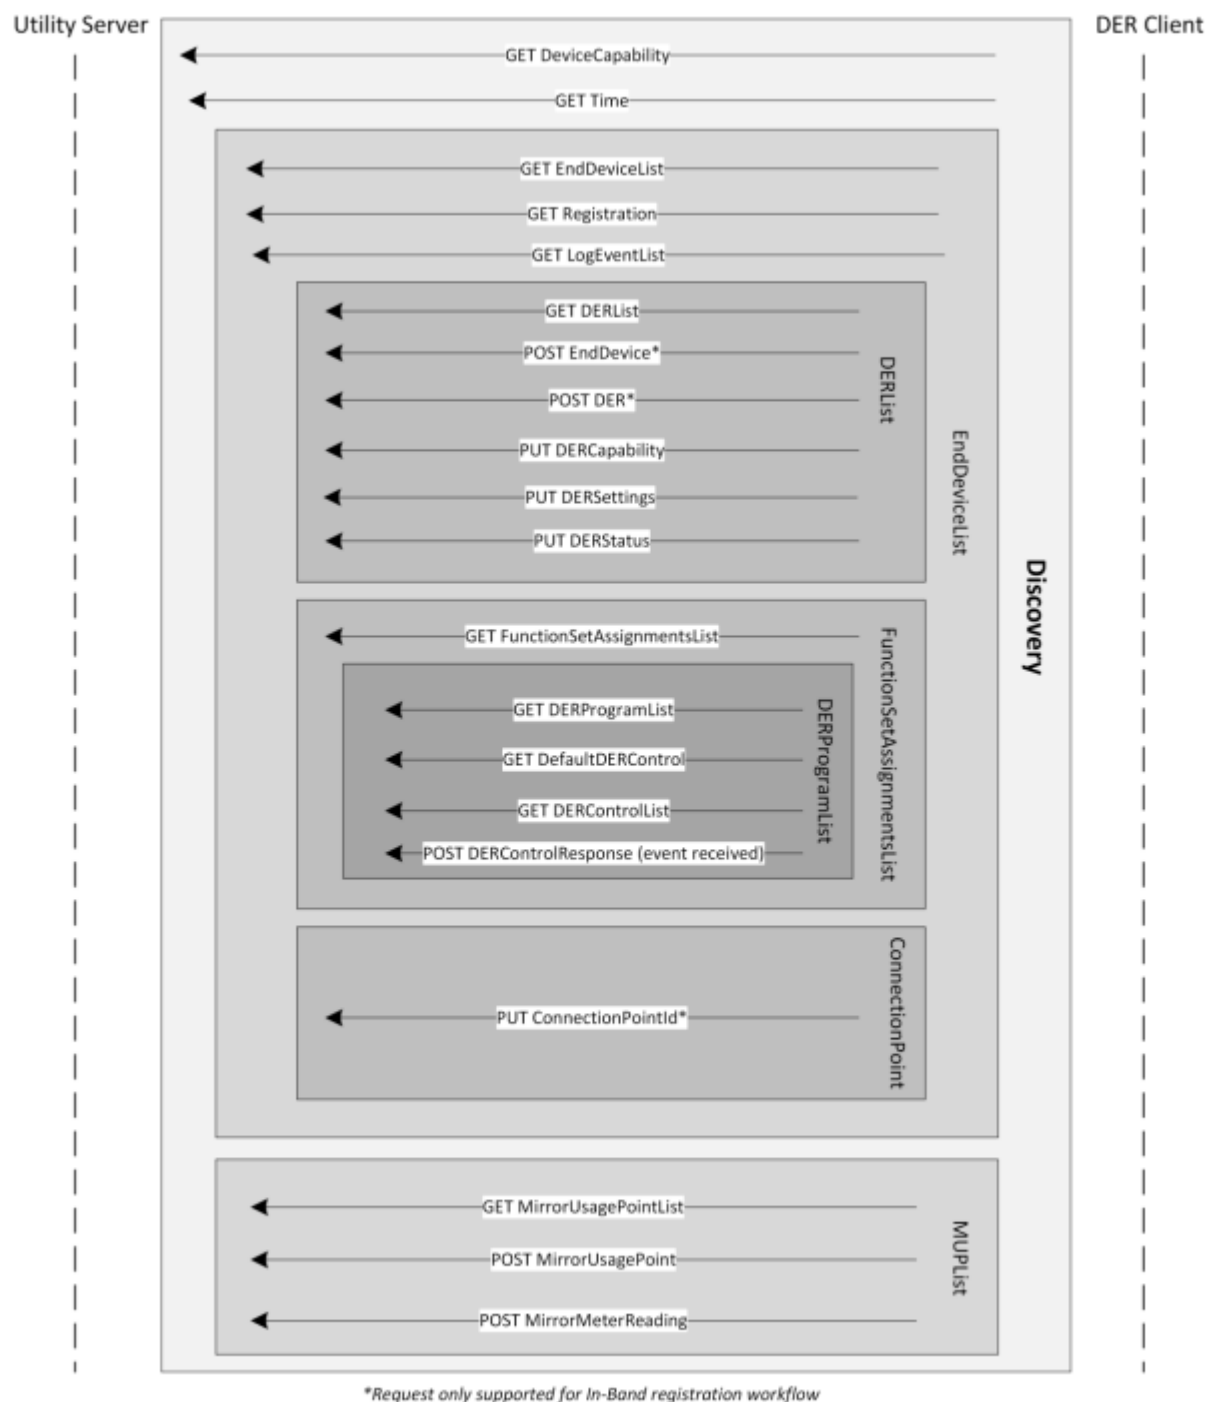 Utility Server
DER Client
GET DeviceCapability
GET Time
GET EndDeviceList
GET Registration
GET LogEventList
GET DERList
POST EndDevice*
POST DER*
PUT DERCapability
PUT DERSettings
PUT DERStatus
DERList
EndDeviceList
Discovery
GET FunctionSetAssignmentsList
GET DERProgramList
GET DefaultDERControl
GET DERControlList
POST DERControlResponse (event received)
DERProgramList
FunctionSetAssignmentsList
PUT ConnectionPointId*
ConnectionPoint
GET MirrorUsagePointList
POST MirrorUsagePoint
POST MirrorMeterReading
MUPList
*Request only supported for In-Band registration workflow